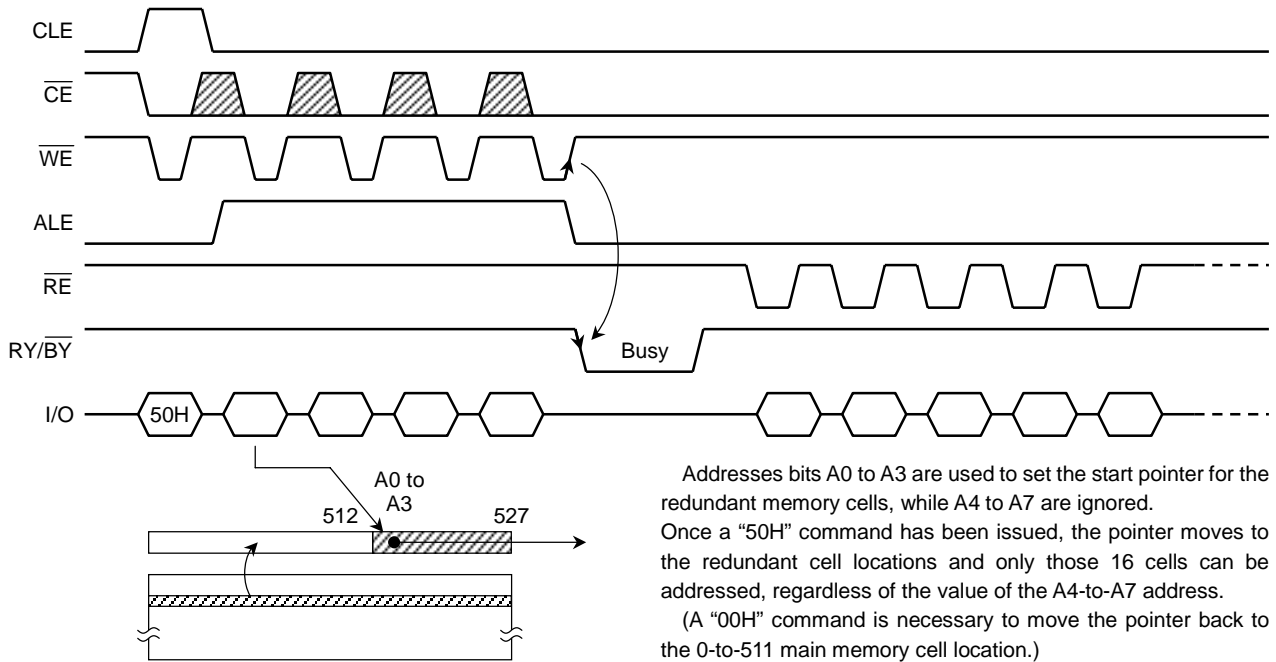 CLE
CE
WE
ALE
RE
RY/BY
Busy
I/O
50H
A0 to
A3
512
527
Addresses bits A0 to A3 are used to set the start pointer for the
redundant memory cells, while A4 to A7 are ignored.
Once a “50H” command has been issued, the pointer moves to
the redundant cell locations and only those 16 cells can be
addressed, regardless of the value of the A4-to-A7 address.
(A “00H” command is necessary to move the pointer back to
the 0-to-511 main memory cell location.)